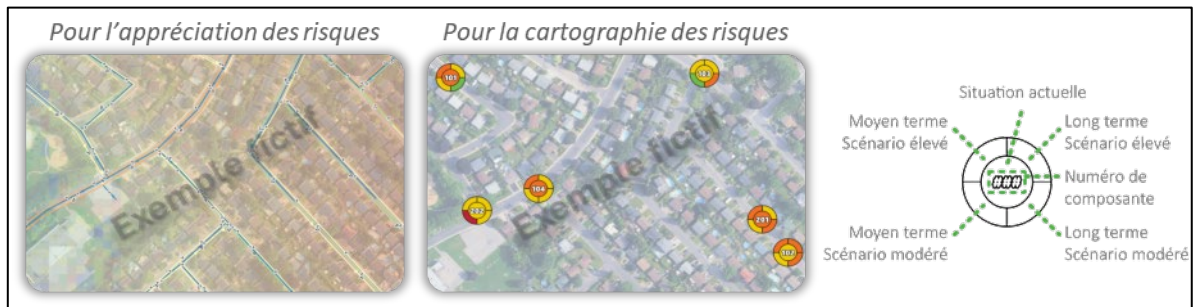 Pour l'appréciation des risques
Exemple fictif
Pour la cartographie des risques
101
104
201
Exemple fictif
Situation actuelle
Moyen terme
Scénario élevé
Long terme
Scénario élevé
###
Numéro de
composante
Moyen terme
Scénario modéré
Long terme
Scénario modéré